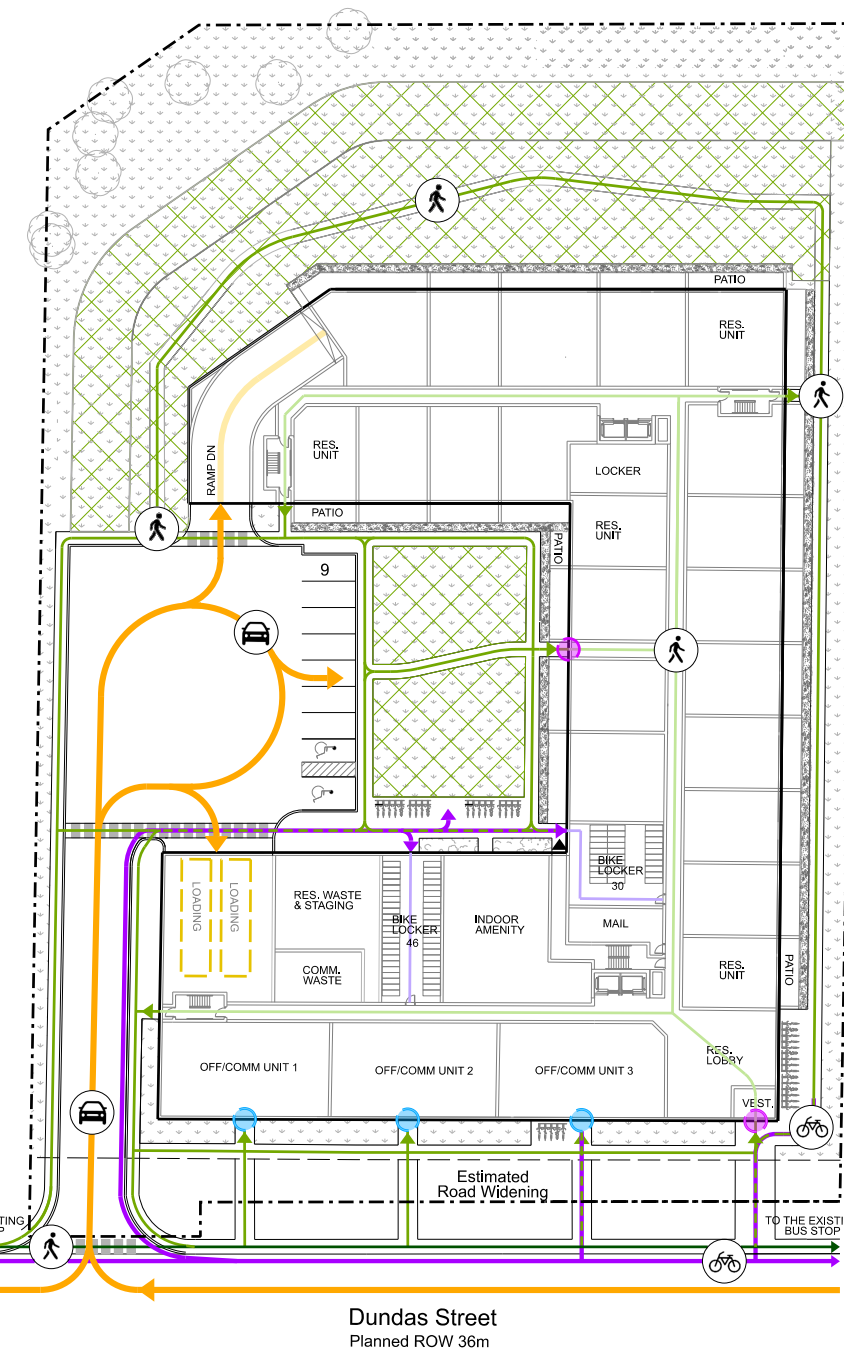 PATIO
RES.
UNIT
RAMP DN
RES.
UNIT
LOCKER
PATIO
RES.
UNIT
PATIO
9
LOADING
LOADING
RES. WASTE
& STAGING
BIKE
LOCKER
46
INDOOR
AMENITY
BIKE
LOCKER
30
MAIL
COMM.
WASTE
RES.
UNIT
PATIO
OFF/COMM UNIT 1
OFF/COMM UNIT 2
OFF/COMM UNIT 3
RES.
LOBBY
VEST.
Estimated
Road Widening
TING
P
TO THE EXISTI
BUS STOP
Dundas Street
Planned ROW 36m